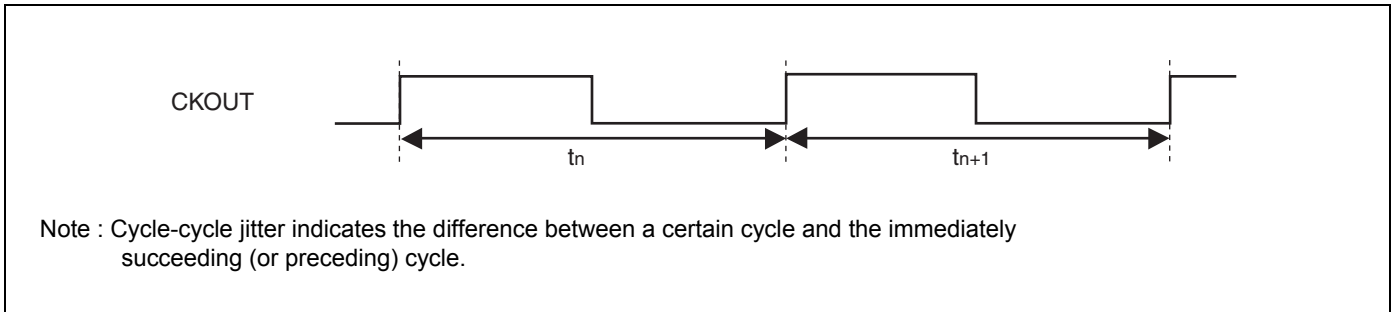 CKOUT
tn
tn+1
Note : Cycle-cycle jitter indicates the difference between a certain cycle and the immediately
succeeding (or preceding) cycle.